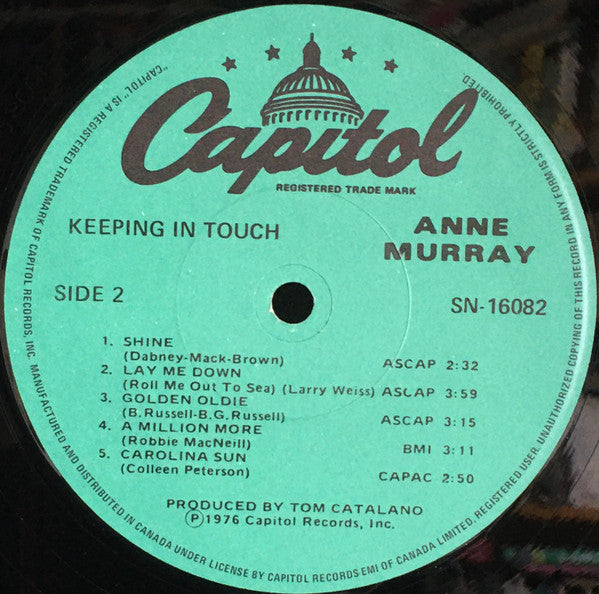 Capitol
REGISTERED TRADE MARK
KEEPING IN TOUCH
ANNE
MURRAY
SIDE 2
SN-16082
1. SHINE
(Dabney-Mack-Brown) ASCAP 2:32
2. LAY ME DOWN
(Roll Me Out To Sea) (Larry Weiss) ASCAP 3:59
3. GOLDEN OLDIE
(B. Russell-B.G. Russell) ASCAP 3:15
4. A MILLION MORE
(Robbie MacNeill) BMI 3:11
5. CAROLINA SUN
(Colleen Peterson) CAPAC 2:50
PRODUCED BY TOM CATALANO
Ⓟ1976 Capitol Records, Inc.
"CAPITOL" IS A REGISTERED TRADEMARK OF CAPITOL RECORDS, INC. MANUFACTURED AND DISTRIBUTED IN CANADA UNDER LICENSE BY CAPITOL RECORDS-EMI OF CANADA LIMITED, REGISTERED USER. UNAUTHORIZED COPYING OF THIS RECORD IN ANY FORM IS STRICTLY PROHIBITED